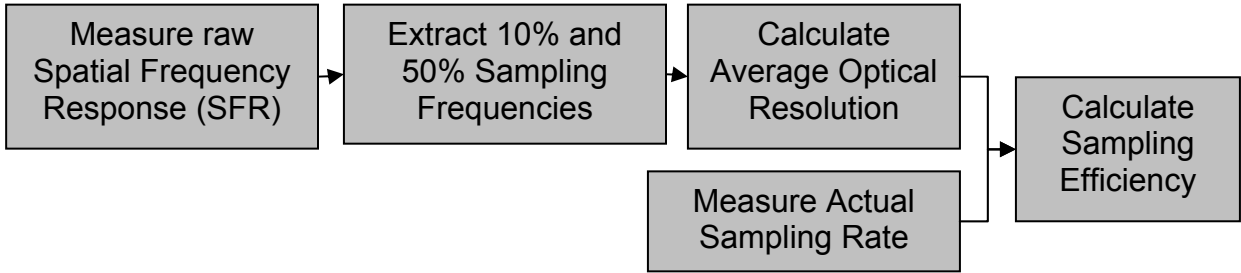 Measure raw
Spatial Frequency
Response (SFR)
Extract 10% and
50% Sampling
Frequencies
Calculate
Average Optical
Resolution
Measure Actual
Sampling Rate
Calculate
Sampling
Efficiency